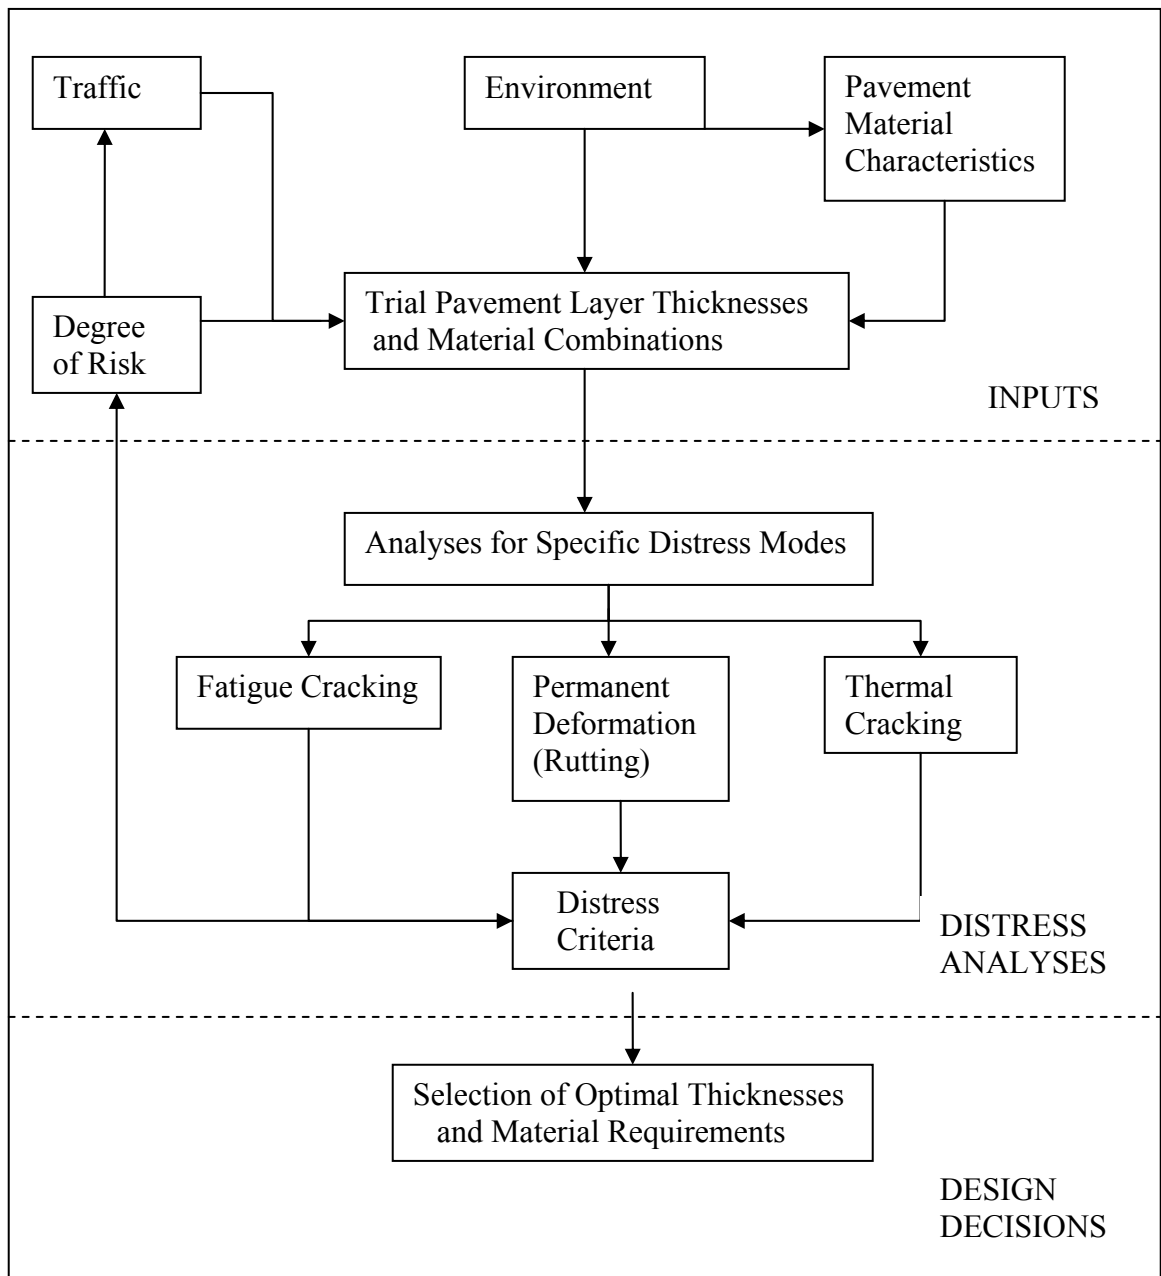 Traffic
Environment
Pavement
Material
Characteristics
Degree
of Risk
Trial Pavement Layer Thicknesses
and Material Combinations
INPUTS
Analyses for Specific Distress Modes
Fatigue Cracking
Permanent
Deformation
(Rutting)
Thermal
Cracking
Distress
Criteria
DISTRESS
ANALYSES
Selection of Optimal Thicknesses
and Material Requirements
DESIGN
DECISIONS